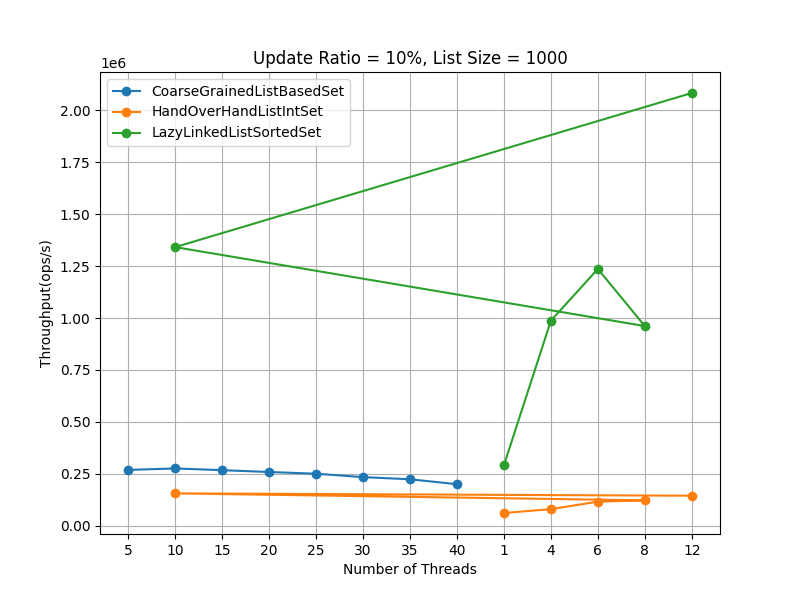 Update Ratio = 10%, List Size = 1000
1e6
CoarseGrainedListBasedSet
HandOverHandListIntSet
LazyLinkedListSortedSet
2.00
1.75
1.50
1.25
1.00
0.75
0.50
0.25
0.00
Throughput(ops/s)
5 10 15 20 25 30 35 40 1 4 6 8 12
Number of Threads